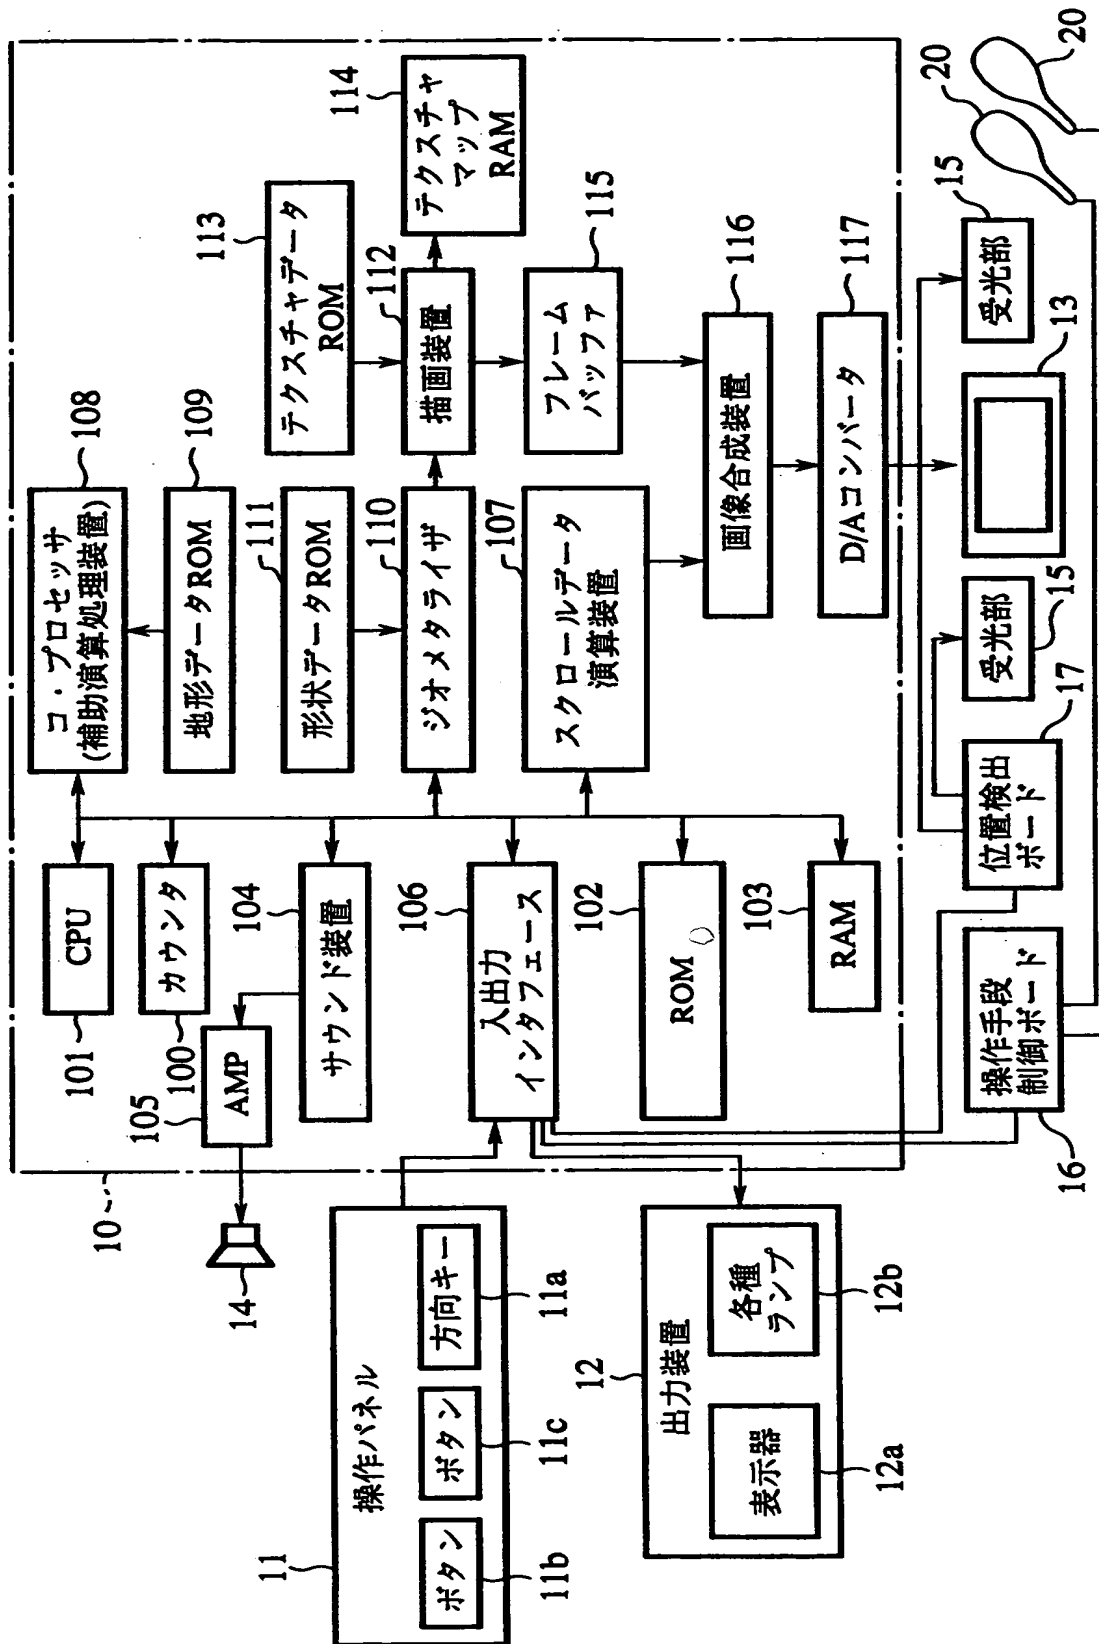 10
CPU
101
カウンタ
100
AMP
105
14
サウンド装置
104
入出力
インタフェース
106
ROM
102
RAM
103
コ・プロセッサ
(補助演算処理装置)
108
地形データROM
109
形状データROM
111
ジオメタライザ
110
スクロールデータ
演算装置
107
テクスチャデータ
ROM
113
描画装置
112
テクスチャ
マップ
RAM
114
フレーム
バッファ
115
画像合成装置
116
D/Aコンバータ
117
操作パネル
11
ボタン
11b
ボタン
11c
方向キー
11a
出力装置
12
表示器
12a
各種
ランプ
12b
操作手段
制御ボード
16
位置検出
ボード
17
受光部
15
13
受光部
15
20
20